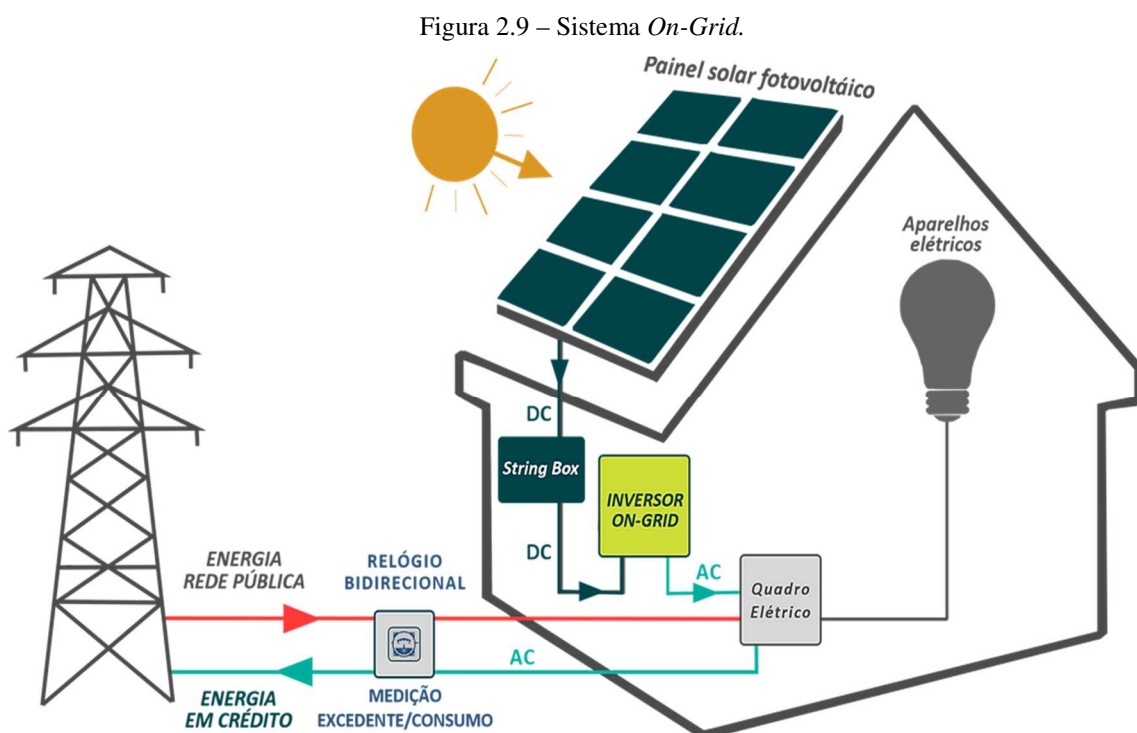 Figura 2.9 – Sistema On-Grid.
Painel solar fotovoltáico
Aparelhos
elétricos
DC
String Box
INVERSOR
ON-GRID
DC
AC
Quadro
Elétrico
ENERGIA
REDE PÚBLICA
RELÓGIO
BIDIRECIONAL
AC
ENERGIA
EM CRÉDITO
MEDIÇÃO
EXCEDENTE/CONSUMO